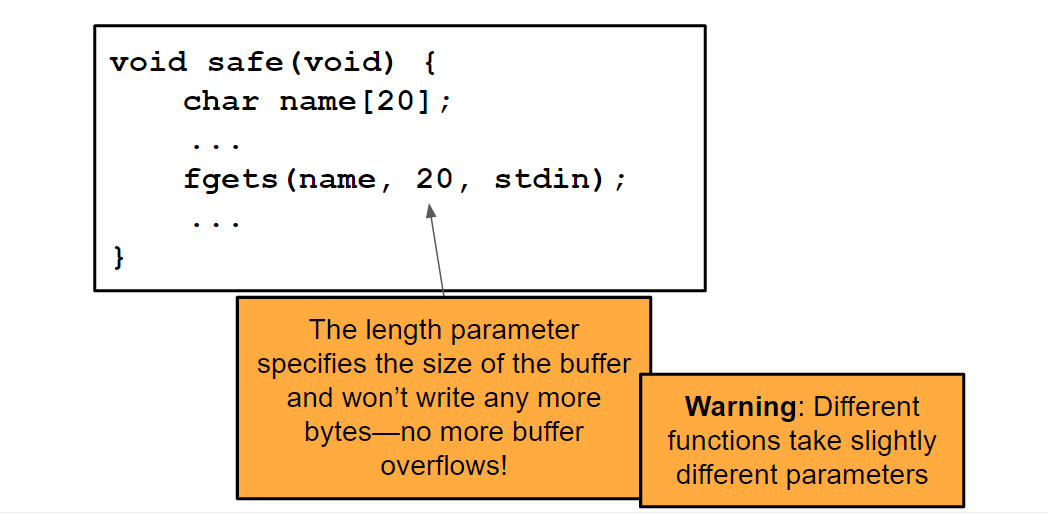 void safe(void) {
char name[20];
...
fgets(name, 20, stdin);
...
}
The length parameter
specifies the size of the buffer
and won’t write any more
bytes—no more buffer
overflows!
Warning: Different
functions take slightly
different parameters